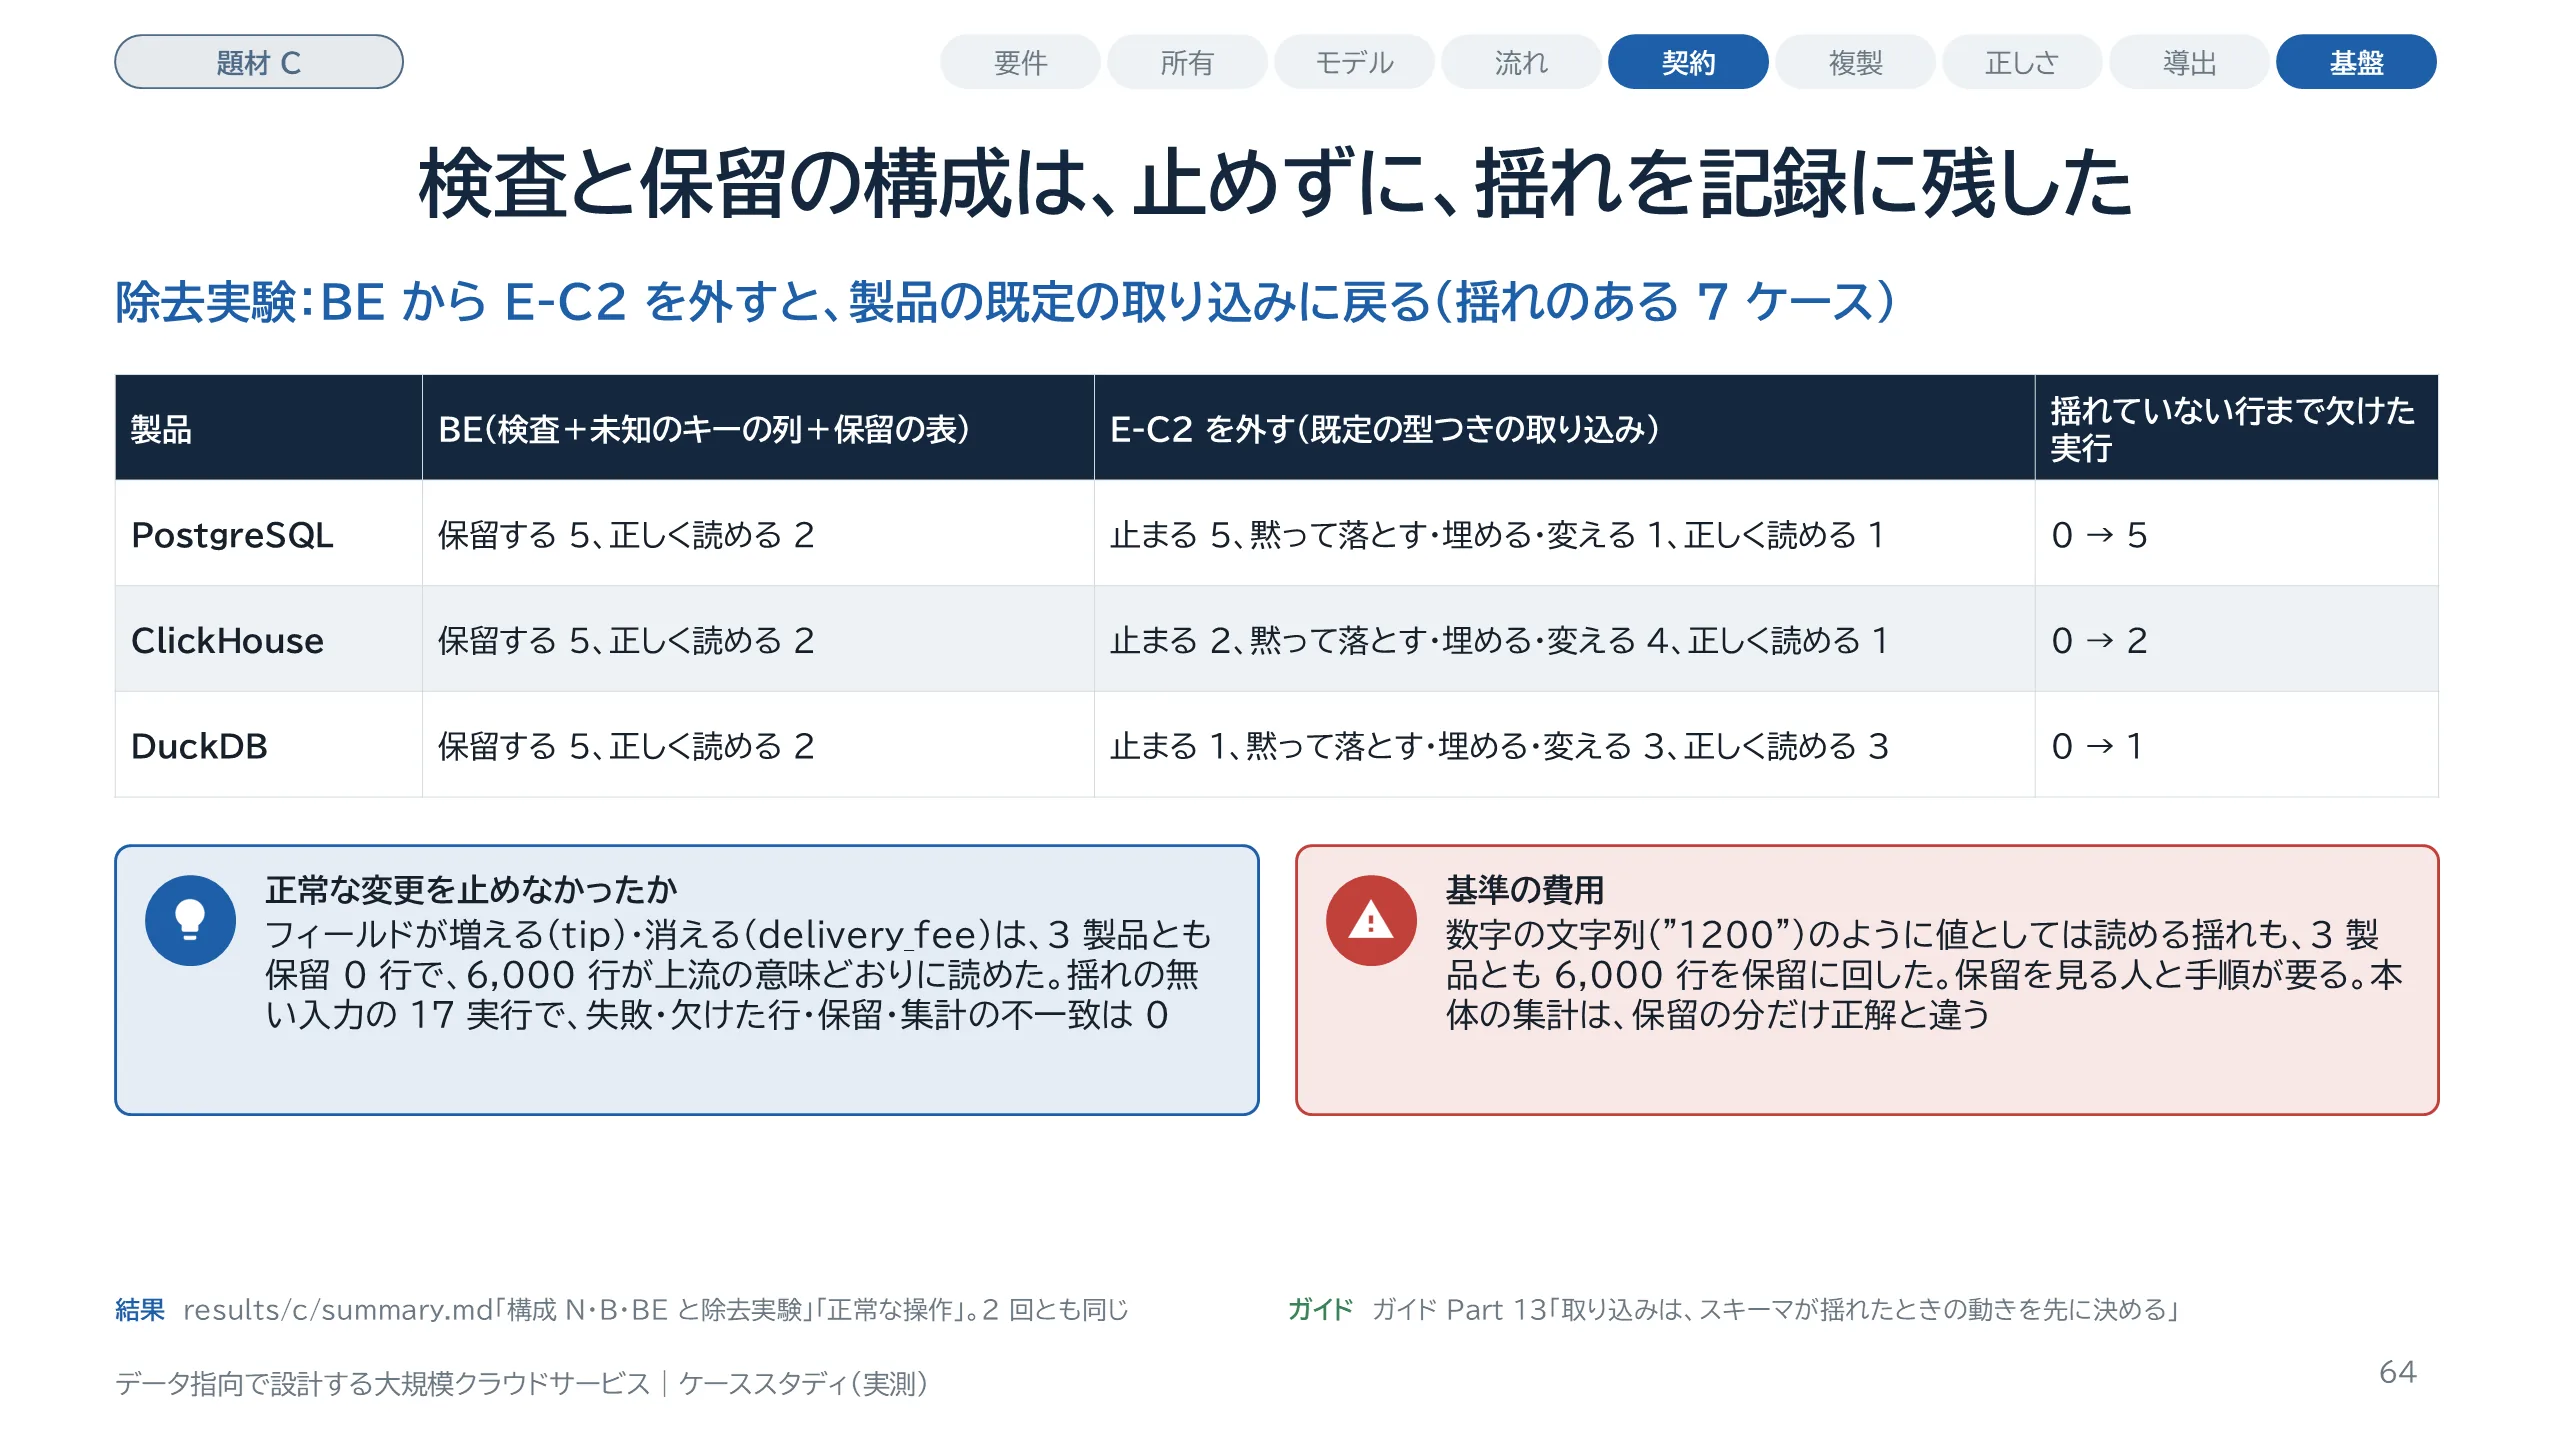 題材 C
要件 所有 モデル 流れ 契約 複製 正しさ 導出 基盤
検査と保留の構成は、止めずに、揺れを記録に残した
除去実験：BE から E-C2 を外すと、製品の既定の取り込みに戻る（揺れのある 7 ケース）
製品 BE（検査＋未知のキーの列＋保留の表） E-C2 を外す（既定の型つきの取り込み） 揺れていない行まで欠けた
実行
PostgreSQL 保留する 5、正しく読める 2 止まる 5、黙って落とす・埋める・変える 1、正しく読める 1 0 → 5
ClickHouse 保留する 5、正しく読める 2 止まる 2、黙って落とす・埋める・変える 4、正しく読める 1 0 → 2
DuckDB 保留する 5、正しく読める 2 止まる 1、黙って落とす・埋める・変える 3、正しく読める 3 0 → 1
正常な変更を止めなかったか
フィールドが増える（tip）・消える（delivery_fee）は、3 製品とも
保留 0 行で、6,000 行が上流の意味どおりに読めた。揺れの無
い入力の 17 実行で、失敗・欠けた行・保留・集計の不一致は 0
基準の費用
数字の文字列（”1200”）のように値としては読める揺れも、3 製
品とも 6,000 行を保留に回した。保留を見る人と手順が要る。本
体の集計は、保留の分だけ正解と違う
結果 results/c/summary.md「構成 N・B・BE と除去実験」「正常な操作」。2 回とも同じ
ガイド ガイド Part 13「取り込みは、スキーマが揺れたときの動きを先に決める」
データ指向で設計する大規模クラウドサービス｜ケーススタディ（実測）
64